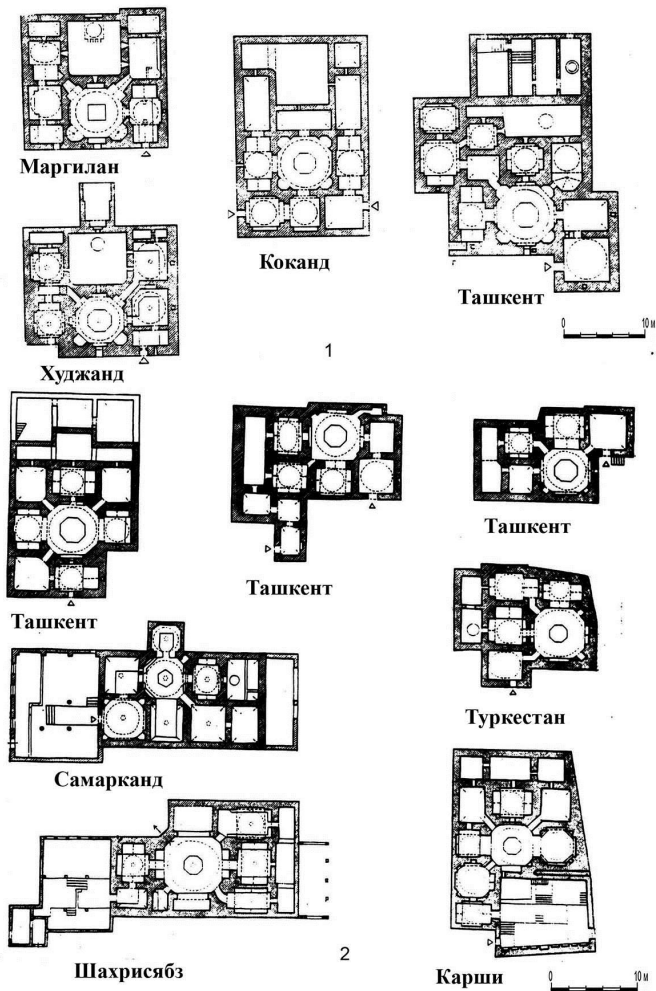 Маргилан
Коканд
Ташкент
0 10 м
1
Худжанд
Ташкент
Ташкент
Ташкент
Туркестан
Самарканд
2
Шахрисябз
Карши
0 10 м